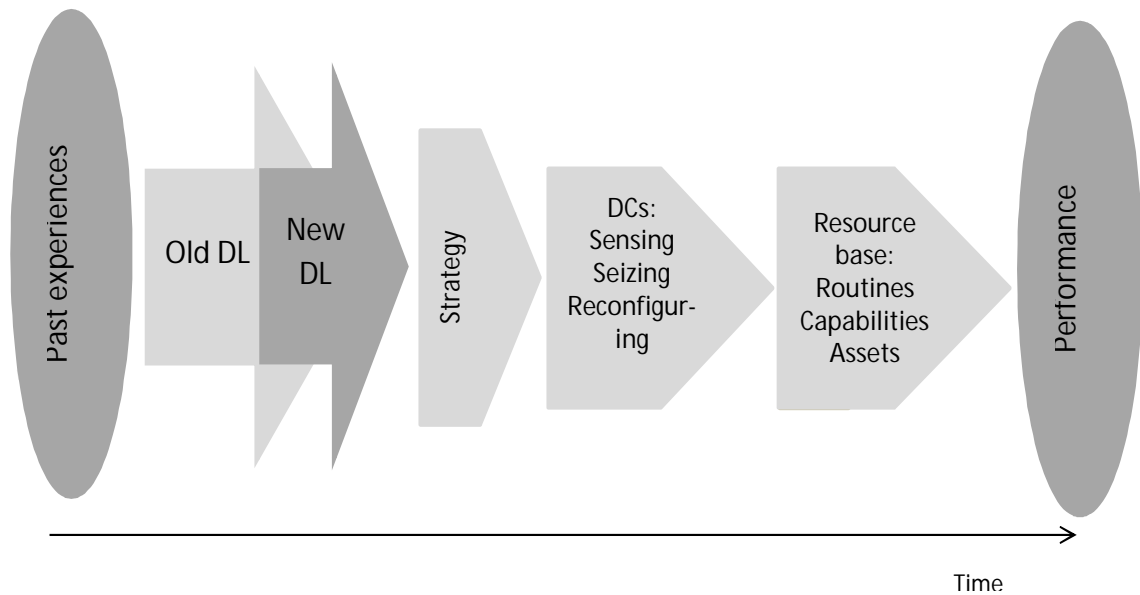 Past experiences
Old DL
New
DL
Strategy
DCs:
Sensing
Seizing
Reconfigur-
ing
Resource
base:
Routines
Capabilities
Assets
Performance
Time